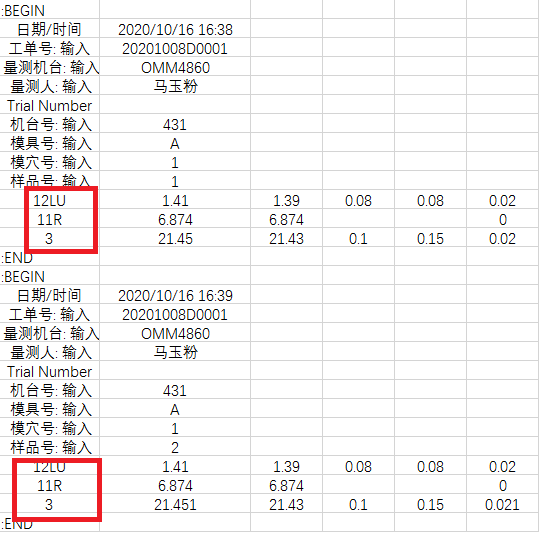 :BEGIN
日期/时间 2020/10/16 16:38
工单号: 输入 20201008D0001
量测机台: 输入 OMM4860
量测人: 输入 马玉粉
Trial Number
机台号: 输入 431
模具号: 输入 A
模穴号: 输入 1
样品号: 输入 1
12LU 1.41 1.39 0.08 0.08 0.02
11R 6.874 6.874 0
3 21.45 21.43 0.1 0.15 0.02
:END
:BEGIN
日期/时间 2020/10/16 16:39
工单号: 输入 20201008D0001
量测机台: 输入 OMM4860
量测人: 输入 马玉粉
Trial Number
机台号: 输入 431
模具号: 输入 A
模穴号: 输入 1
样品号: 输入 2
12LU 1.41 1.39 0.08 0.08 0.02
11R 6.874 6.874 0
3 21.451 21.43 0.1 0.15 0.021
:END